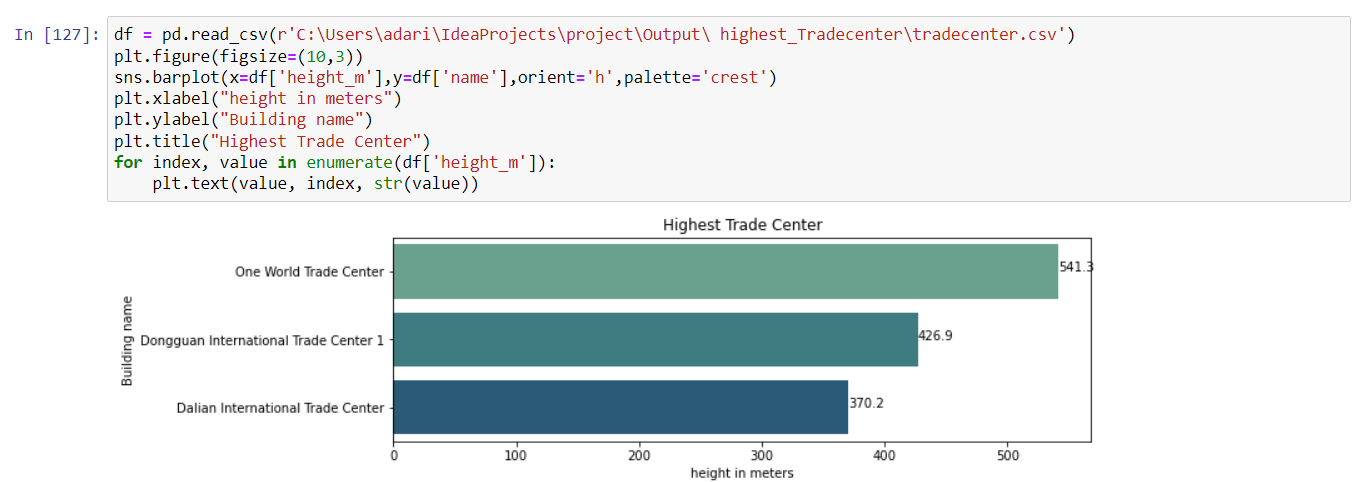 In [127]:
df = pd.read_csv(r'C:\Users\adari\IdeaProjects\project\Output\ highest_Tradecenter\tradecenter.csv')
plt.figure(figsize=(10,3))
sns.barplot(x=df['height_m'],y=df['name'],orient='h',palette='crest')
plt.xlabel("height in meters")
plt.ylabel("Building name")
plt.title("Highest Trade Center")
for index, value in enumerate(df['height_m']):
    plt.text(value, index, str(value))
Highest Trade Center
Building name
One World Trade Center
541.3
Dongguan International Trade Center 1
426.9
Dalian International Trade Center
370.2
0 100 200 300 400 500
height in meters